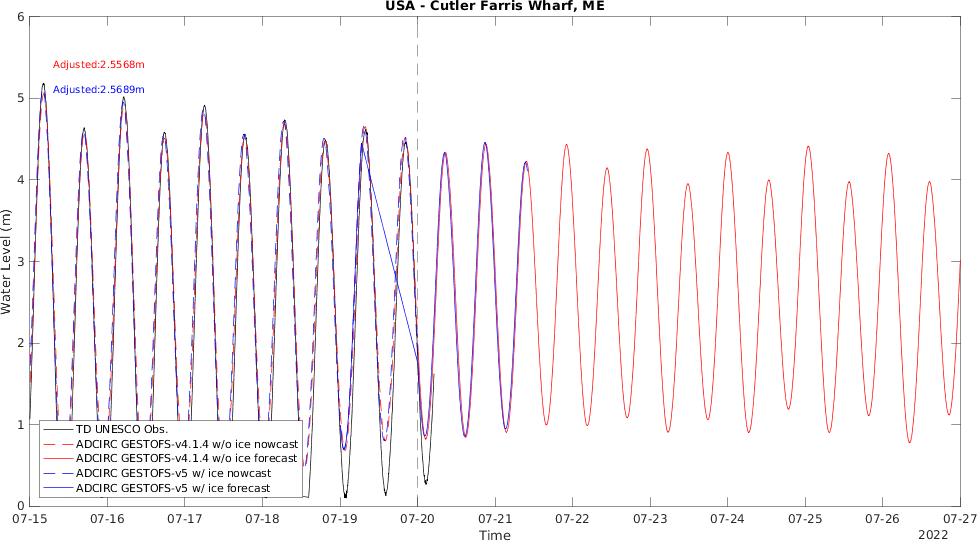 USA - Cutler Farris Wharf, ME
6
Adjusted:2.5568m
Adjusted:2.5689m
5
4
3
2
1
0
Water Level (m)
TD UNESCO Obs.
ADCIRC GESTOFS-v4.1.4 w/o ice nowcast
ADCIRC GESTOFS-v4.1.4 w/o ice forecast
ADCIRC GESTOFS-v5 w/ ice nowcast
ADCIRC GESTOFS-v5 w/ ice forecast
07-15 07-16 07-17 07-18 07-19 07-20 07-21 07-22 07-23 07-24 07-25 07-26 07-27
Time
2022